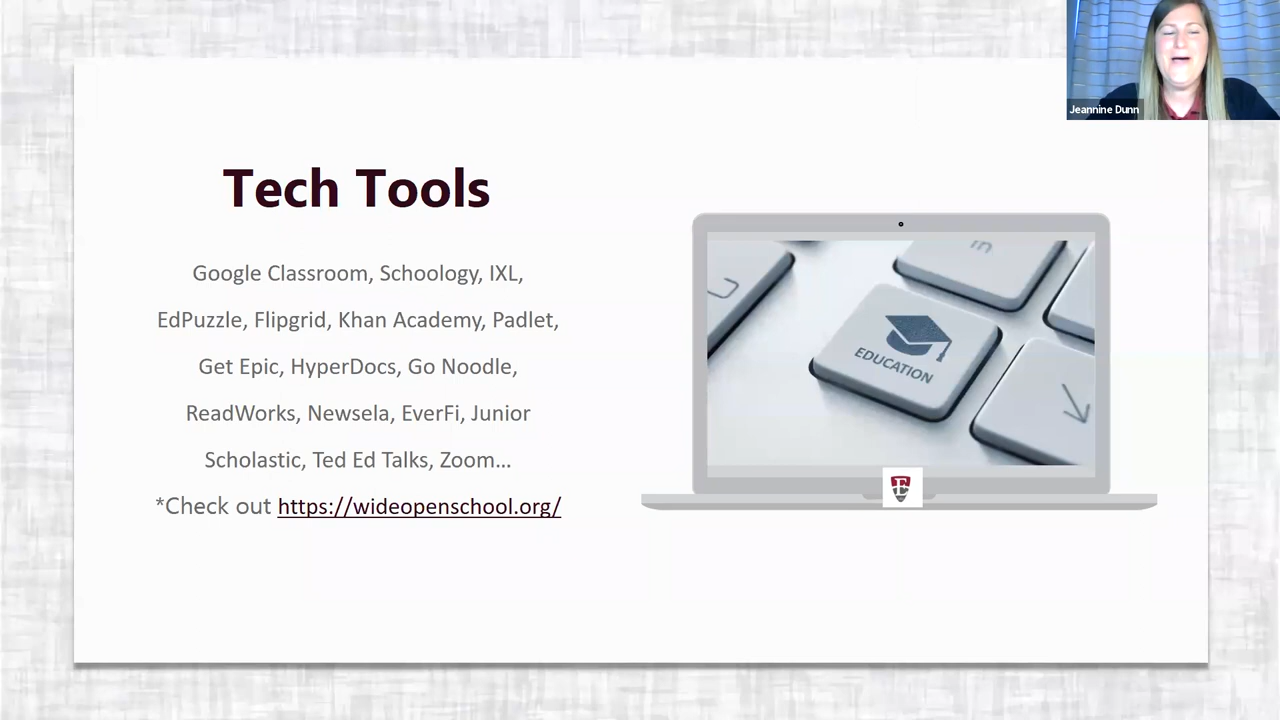 Jeannine Dunn
Tech Tools
Google Classroom, Schoology, IXL,
EdPuzzle, Flipgrid, Khan Academy, Padlet,
Get Epic, HyperDocs, Go Noodle,
ReadWorks, Newsela, EverFi, Junior
Scholastic, Ted Ed Talks, Zoom...
*Check out https://wideopenschool.org/
in
EDUCATION
E